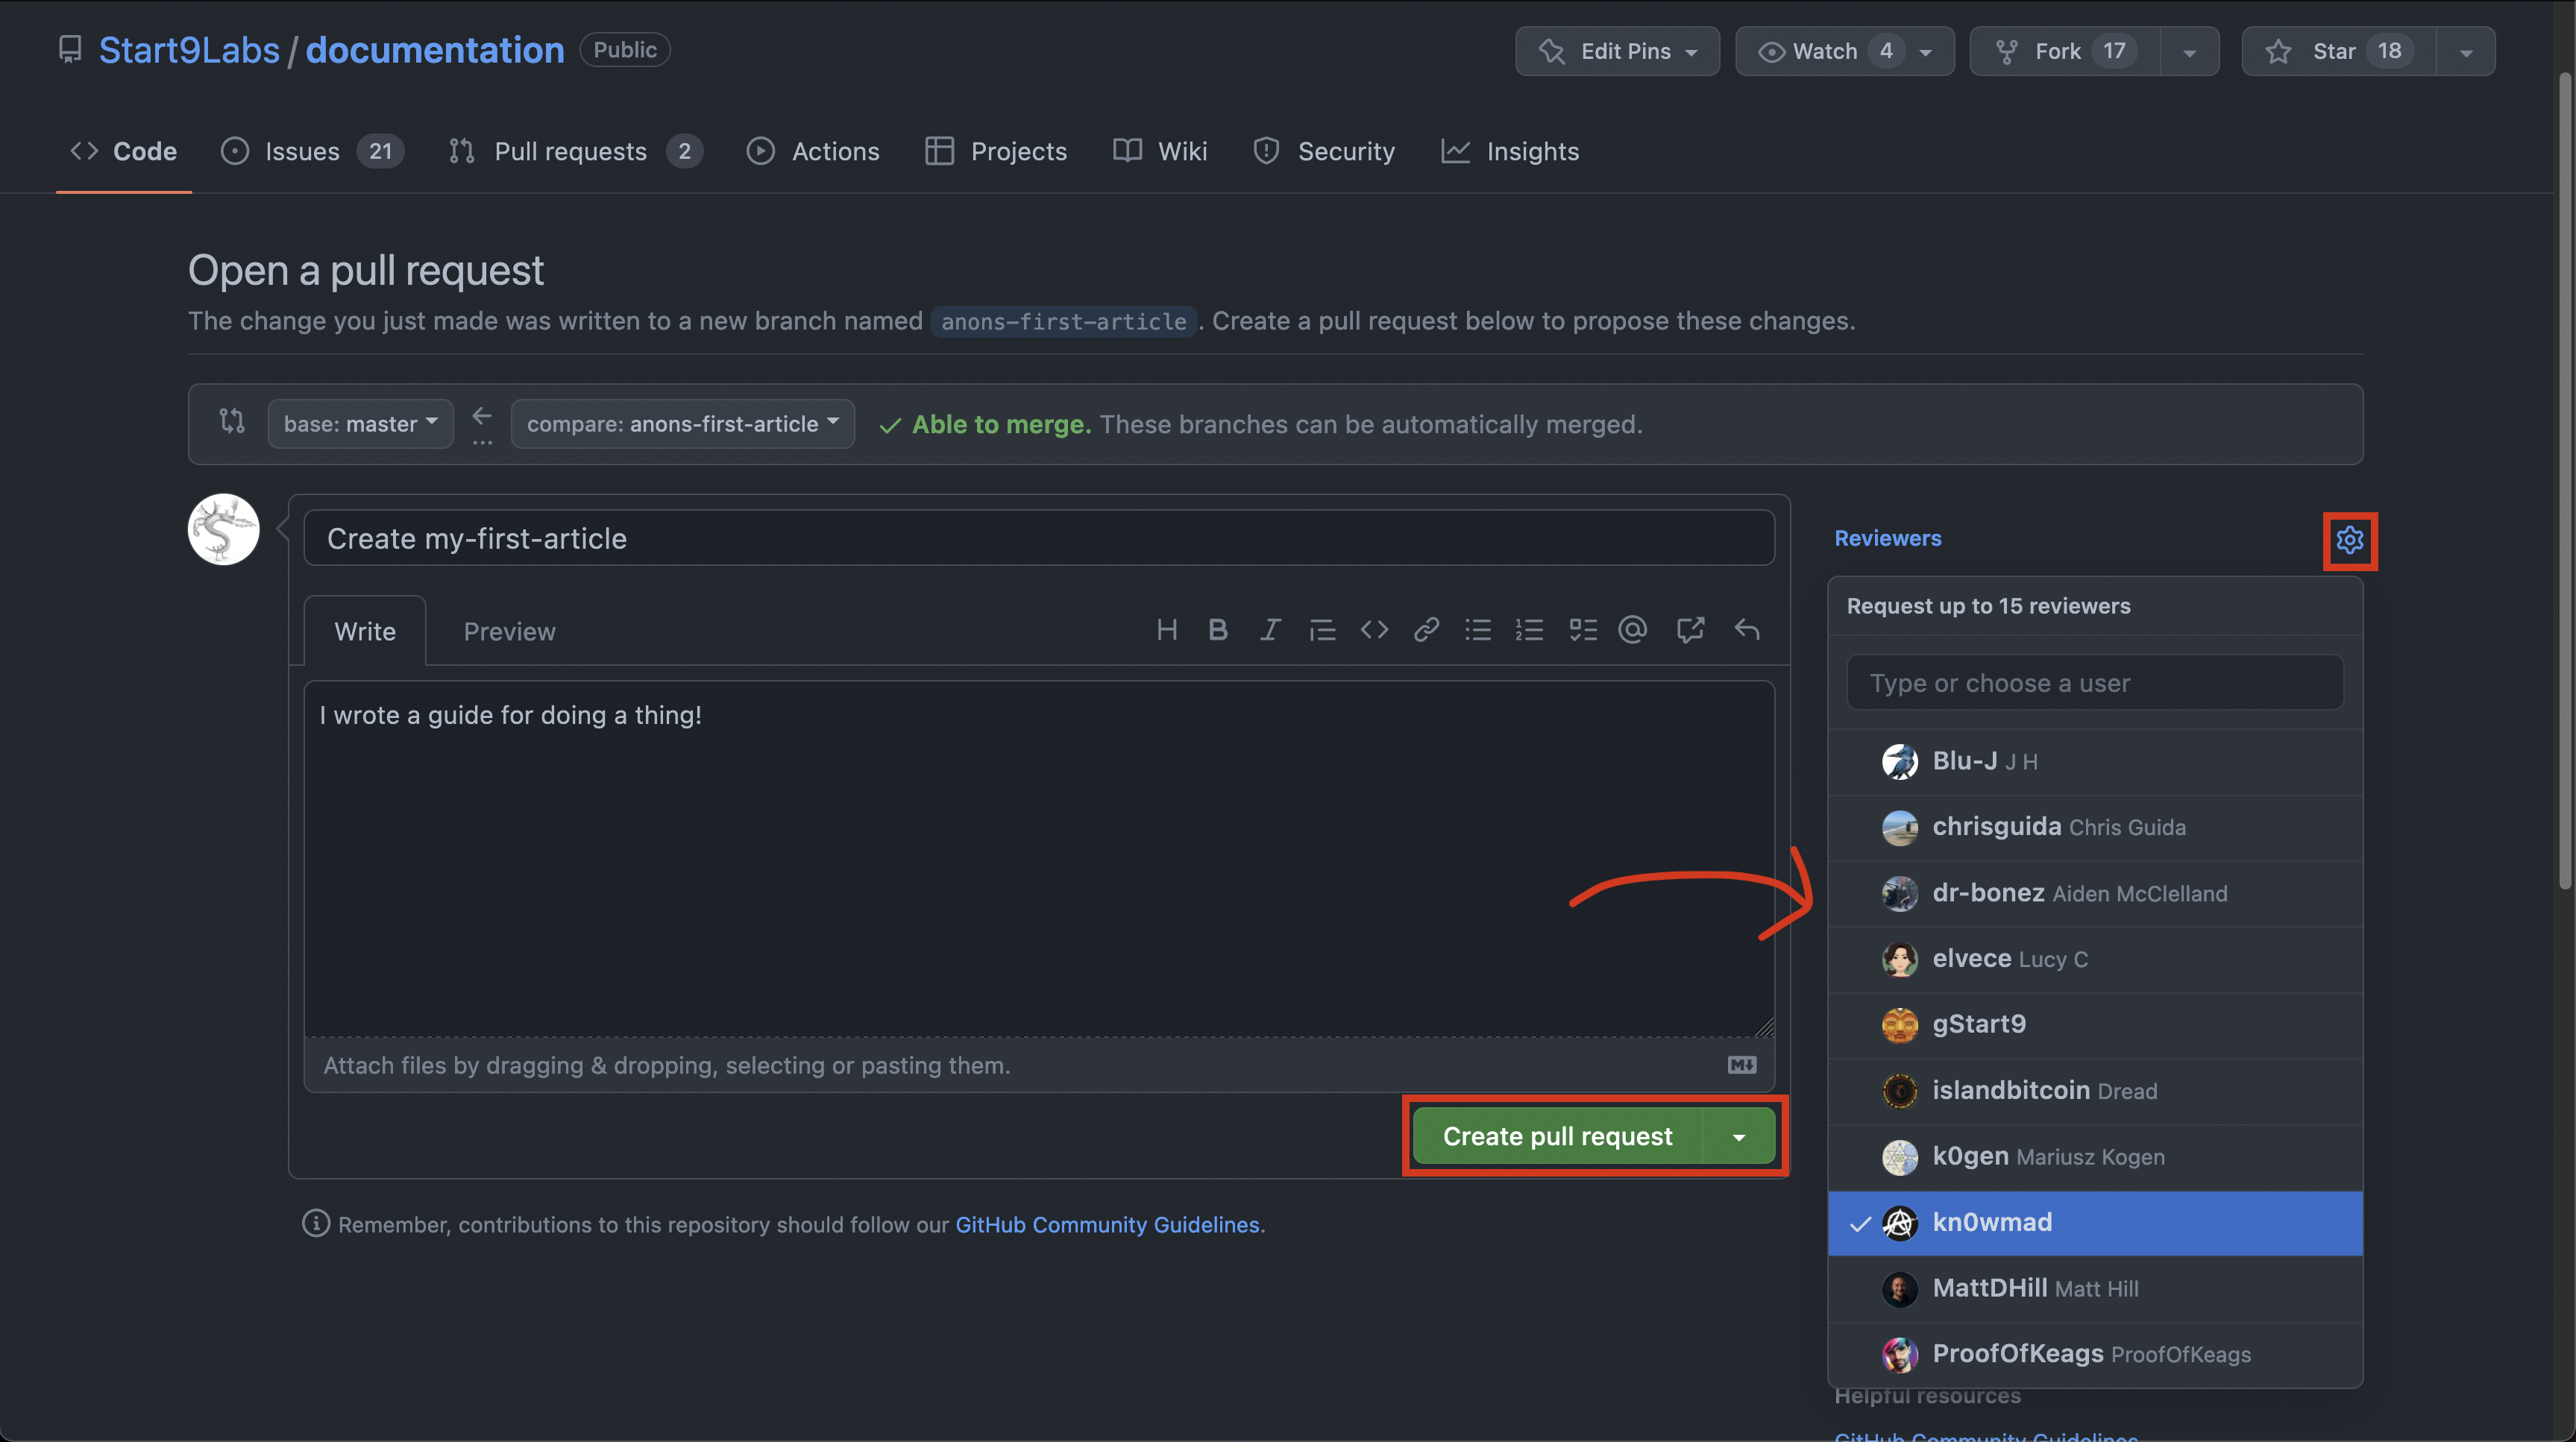 Start9Labs / documentation Public Edit Pins Watch 4 Fork 17 Star 18
Code Issues 21 Pull requests 2 Actions Projects Wiki Security Insights
Open a pull request
The change you just made was written to a new branch named anons-first-article. Create a pull request below to propose these changes.
base: master ... compare: anons-first-article Able to merge. These branches can be automatically merged.
Create my-first-article
Write Preview
I wrote a guide for doing a thing!
Attach files by dragging & dropping, selecting or pasting them.
Create pull request
Remember, contributions to this repository should follow our GitHub Community Guidelines.
Reviewers
Request up to 15 reviewers
Type or choose a user
Blu-J J H
chrisguida Chris Guida
dr-bonez Aiden McClelland
elvece Lucy C
gStart9
islandbitcoin Dread
k0gen Mariusz Kogen
kn0wmad
MattDHill Matt Hill
ProofOfKeags ProofOfKeags
Helpful resources
GitHub Community Guidelines